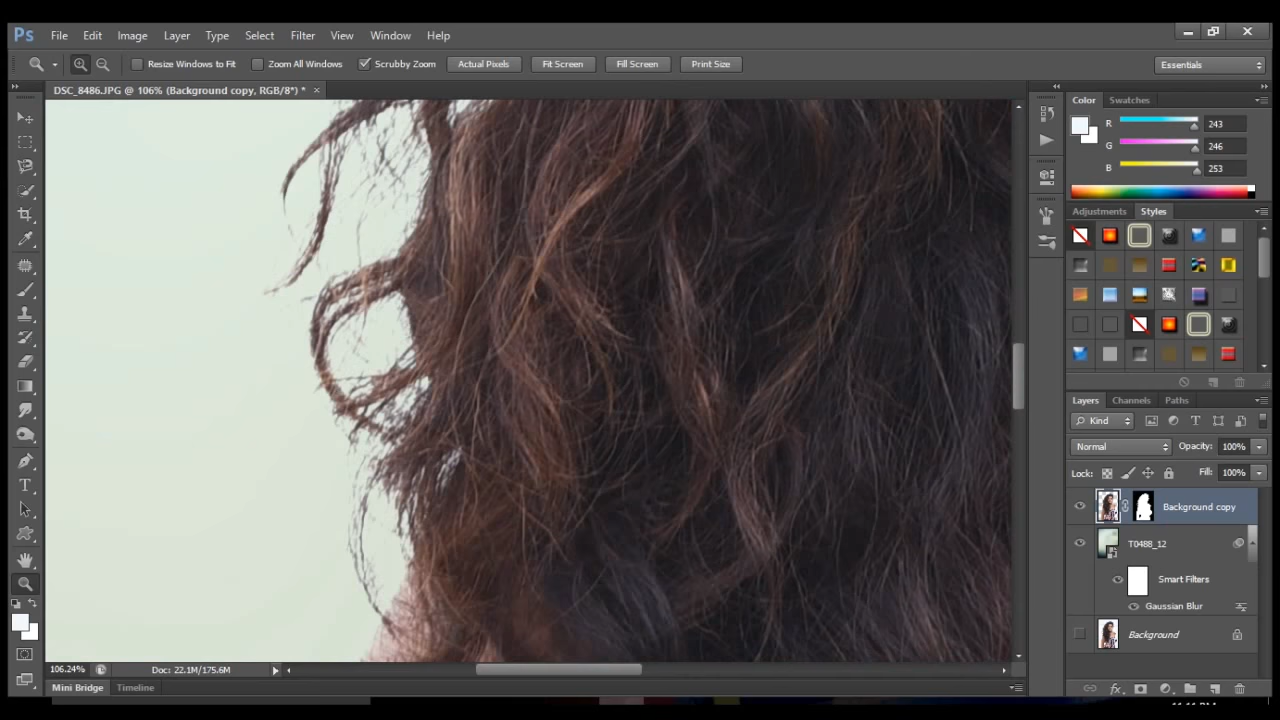 Ps File Edit Image Layer Type Select Filter View Window Help
Resize Windows to Fit Zoom All Windows Scrubby Zoom Actual Pixels Fit Screen Fill Screen Print Size Essentials
DSC_8486.JPG @ 106% (Background copy, RGB/8*) * ×
Color Swatches
R 243
G 246
B 253
Adjustments Styles
Layers Channels Paths
Kind
Normal Opacity: 100%
Lock: Fill: 100%
Background copy
T0488_12
Smart Filters
Gaussian Blur
Background
106.24% Doc: 22.1M/175.6M
Mini Bridge Timeline
fx